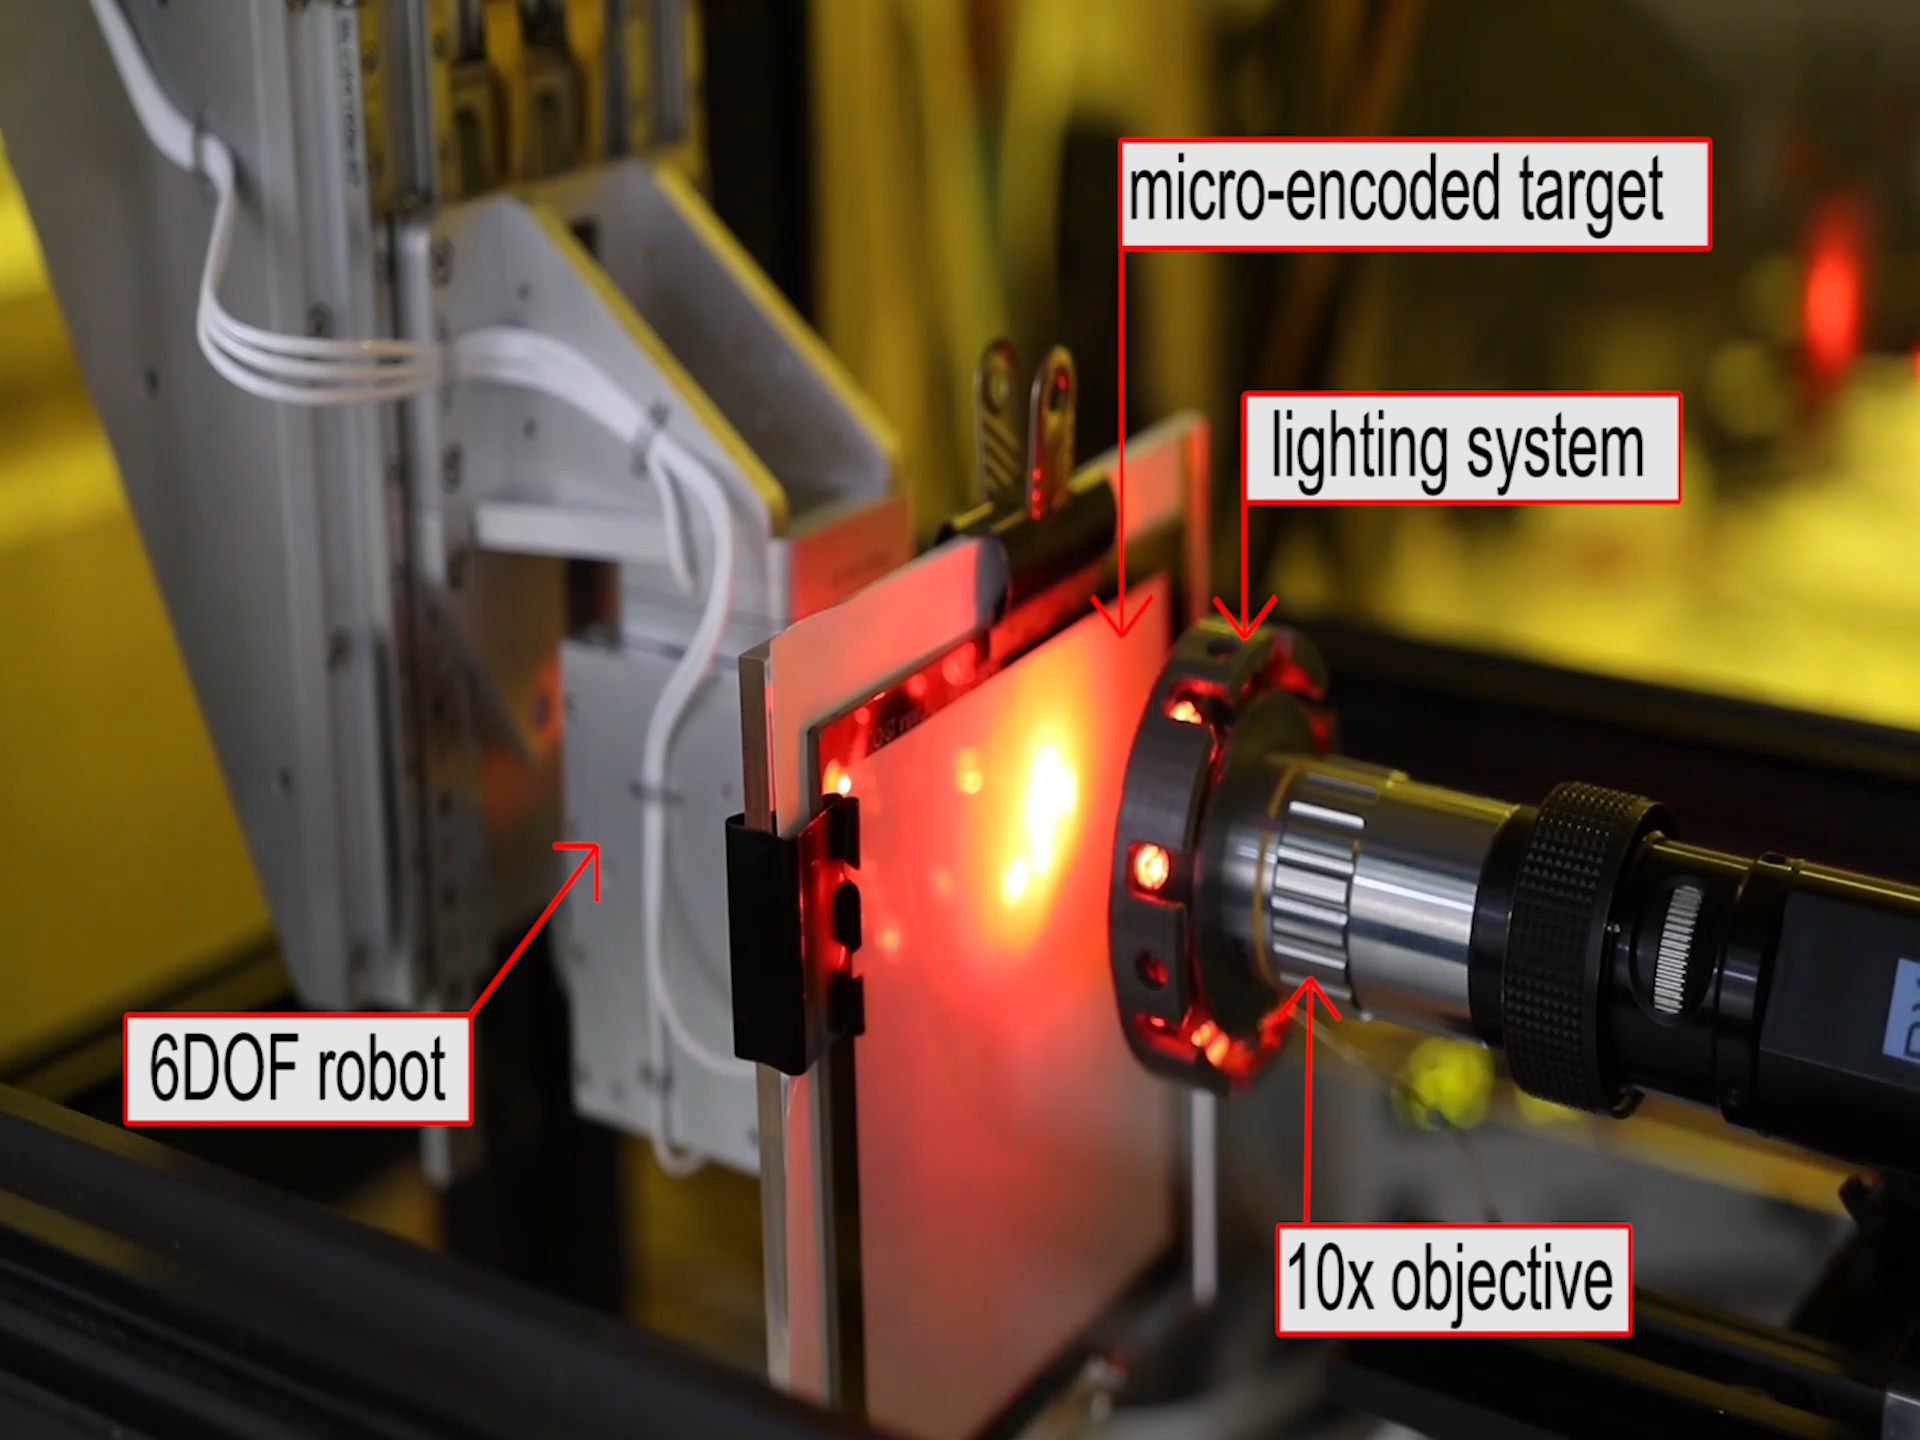 micro-encoded target
lighting system
6DOF robot
10x objective